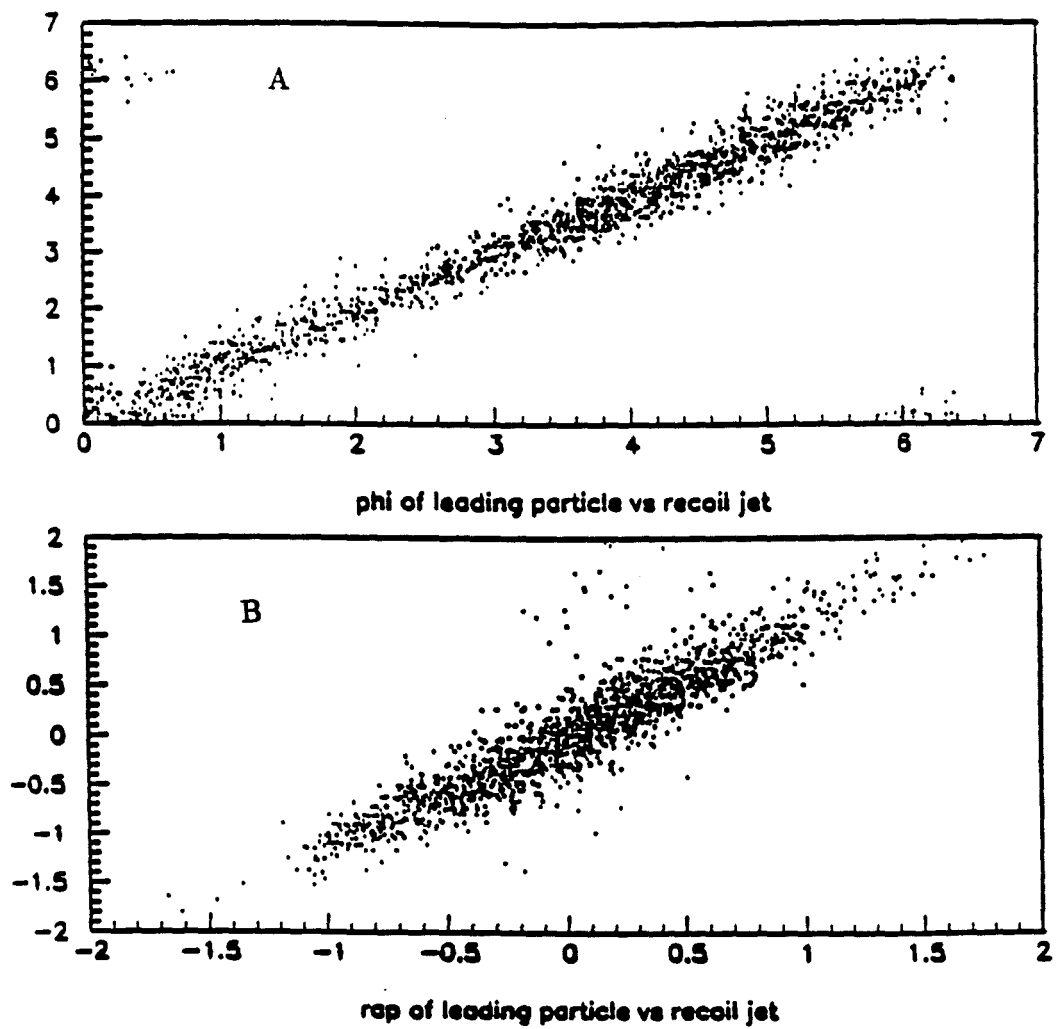 7
A
6
5
4
3
2
1
0
0 1 2 3 4 5 6 7
phi of leading particle vs recoil jet
2
1.5
B
1
0.5
0
−0.5
−1
−1.5
−2
−2 −1.5 −1 −0.5 0 0.5 1 1.5 2
rap of leading particle vs recoil jet